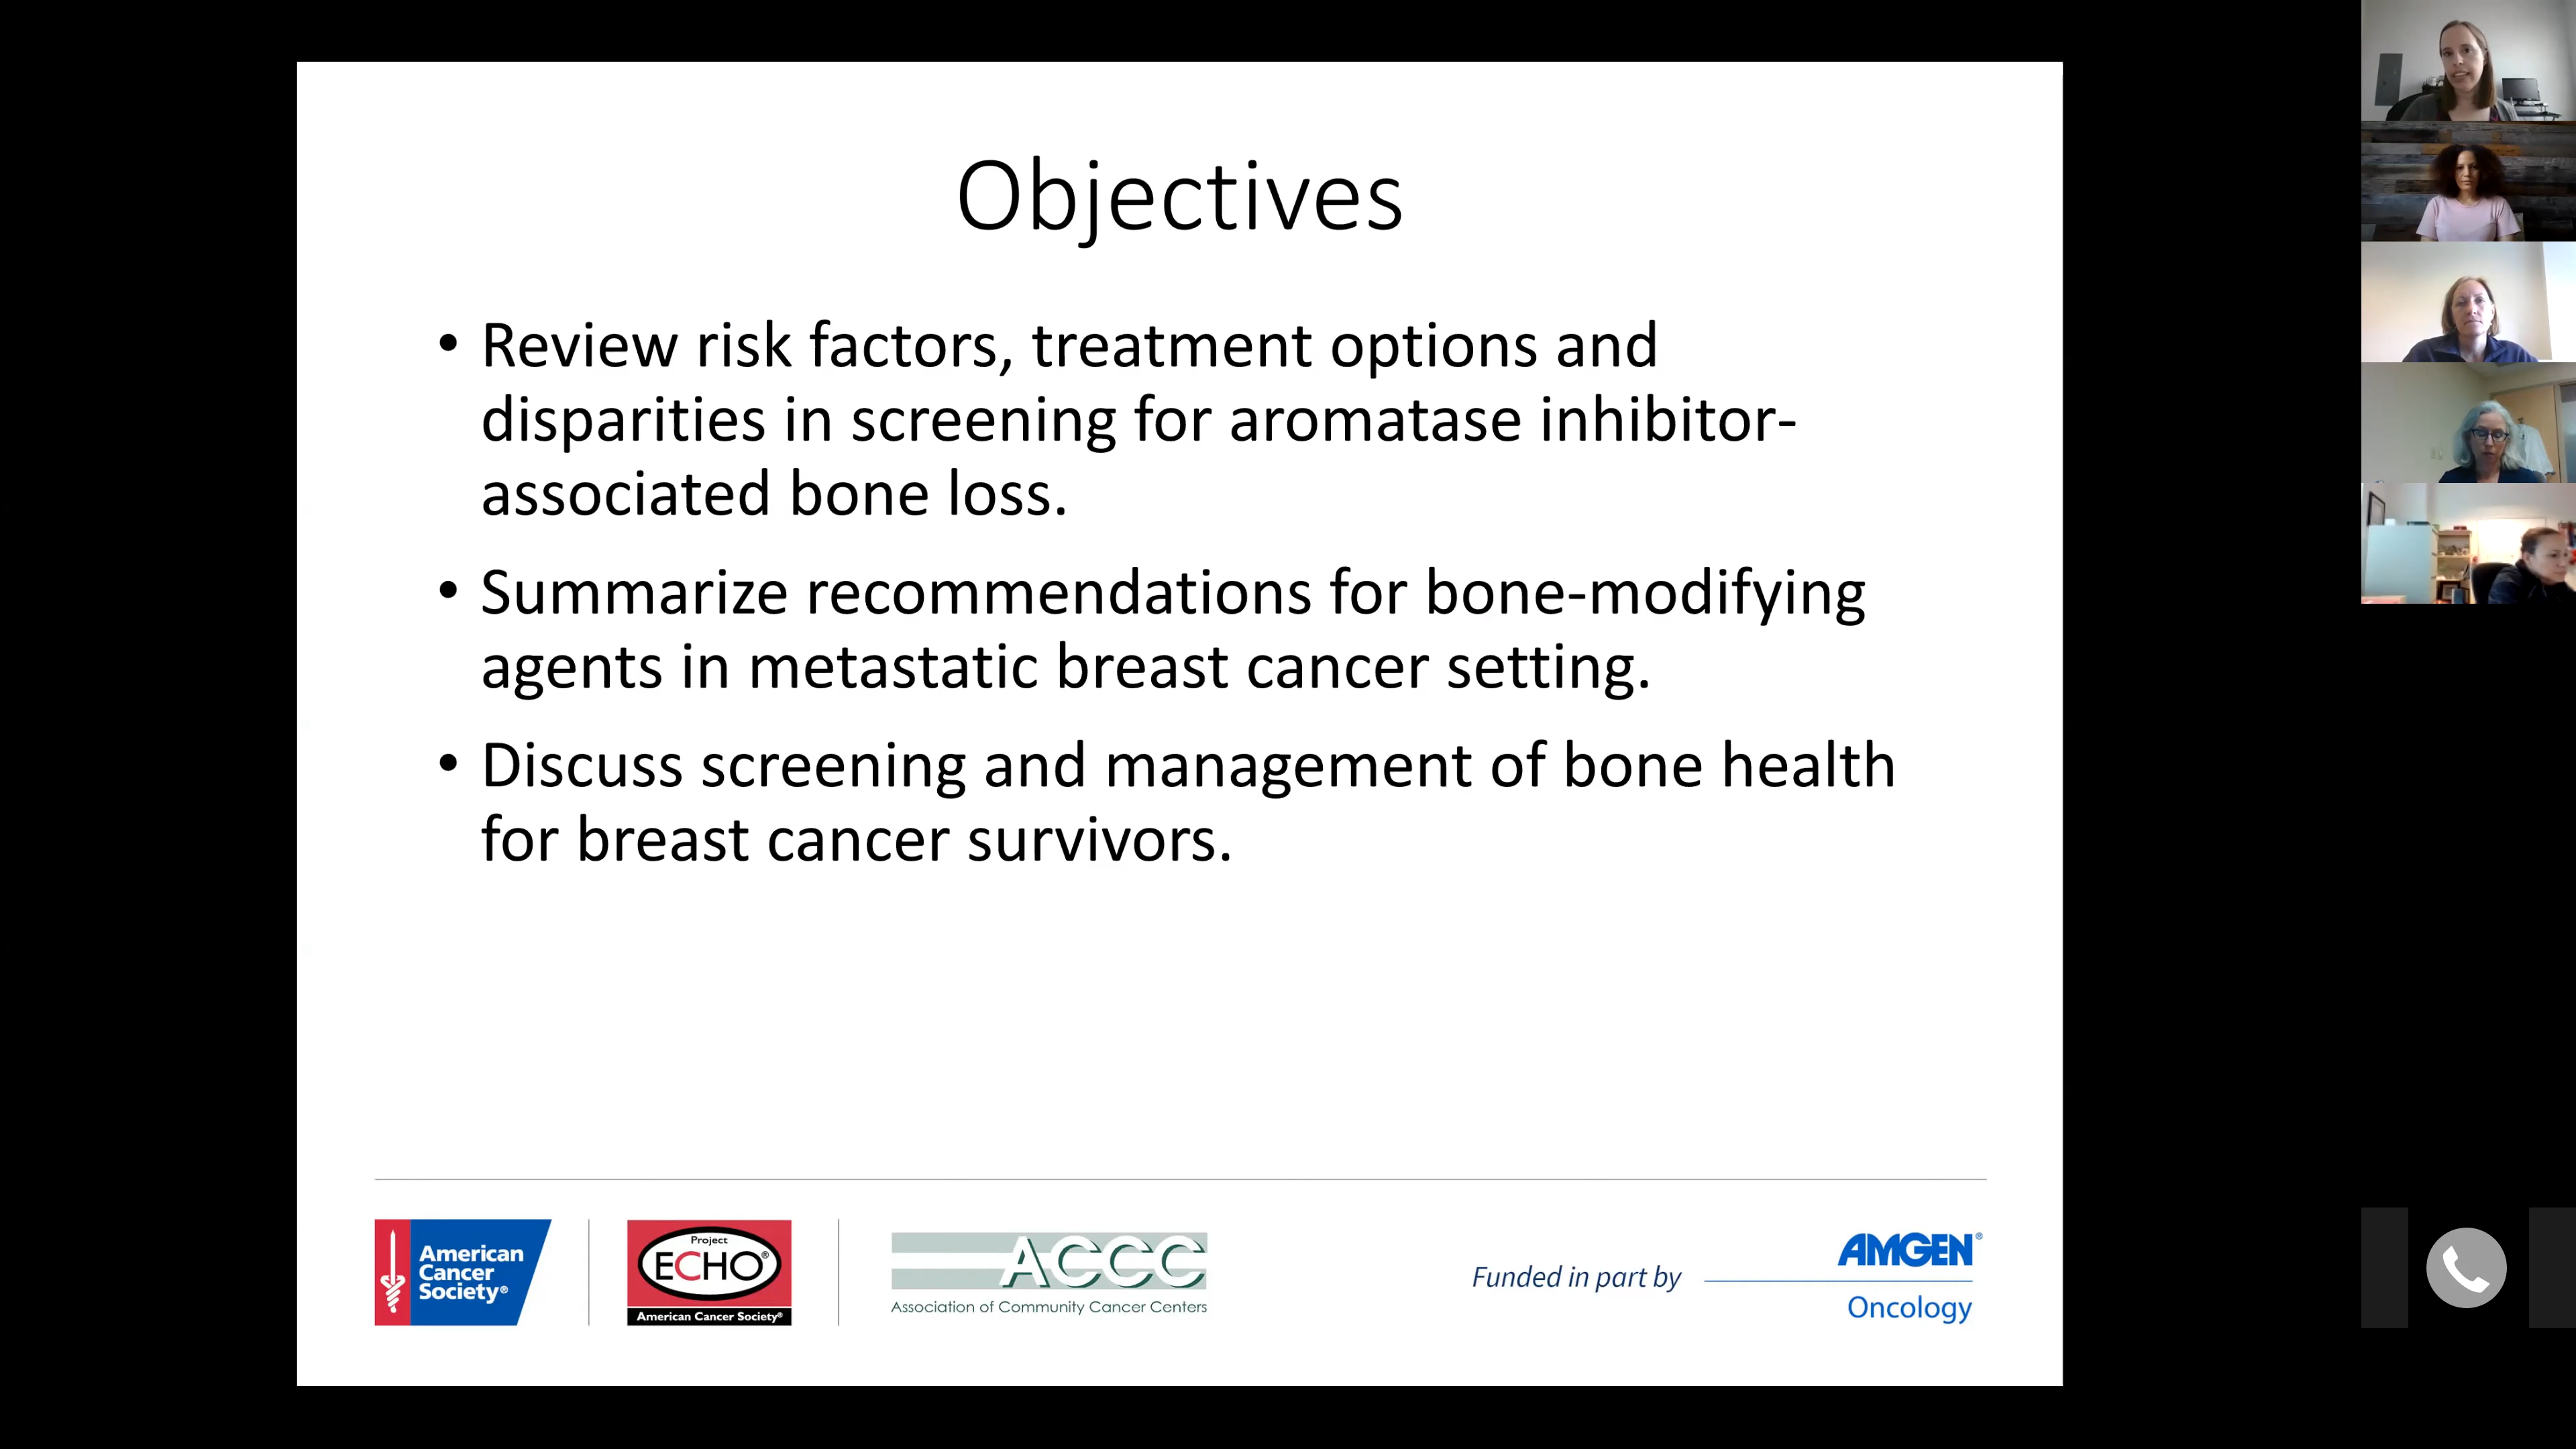 Objectives
• Review risk factors, treatment options and
disparities in screening for aromatase inhibitor-
associated bone loss.
• Summarize recommendations for bone-modifying
agents in metastatic breast cancer setting.
• Discuss screening and management of bone health
for breast cancer survivors.
American
Cancer
Society®
Project
ECHO®
American Cancer Society®
ACCC
Association of Community Cancer Centers
Funded in part by
AMGEN®
Oncology